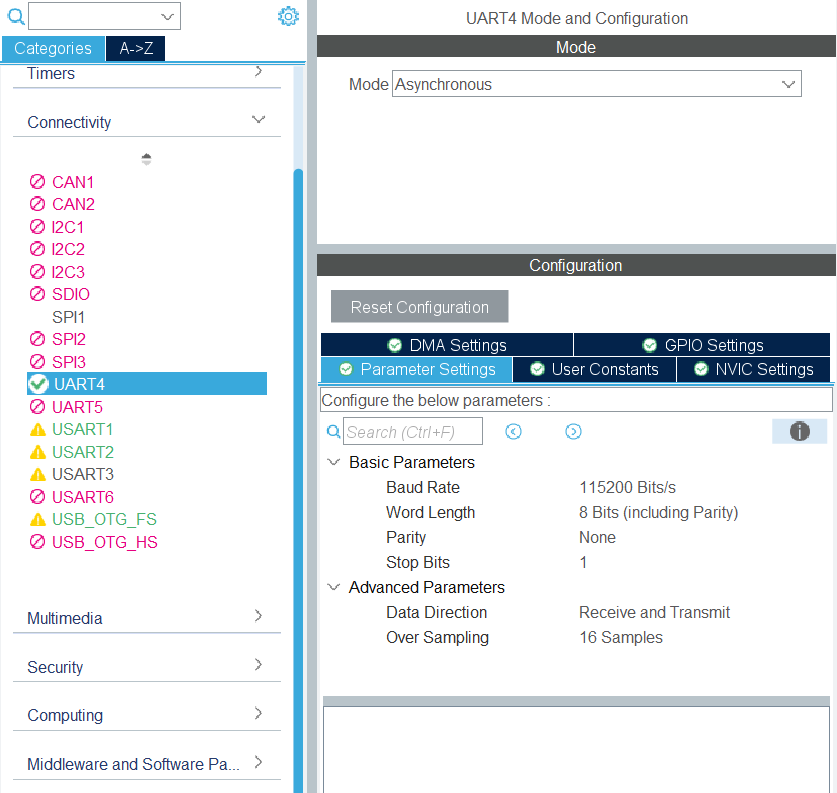 Categories A->Z
Timers
Connectivity
CAN1
CAN2
I2C1
I2C2
I2C3
SDIO
SPI1
SPI2
SPI3
UART4
UART5
USART1
USART2
USART3
USART6
USB_OTG_FS
USB_OTG_HS
Multimedia
Security
Computing
Middleware and Software Pa...
UART4 Mode and Configuration
Mode
Mode Asynchronous
Configuration
Reset Configuration
DMA Settings GPIO Settings
Parameter Settings User Constants NVIC Settings
Configure the below parameters :
Search (Ctrl+F)
Basic Parameters
Baud Rate 115200 Bits/s
Word Length 8 Bits (including Parity)
Parity None
Stop Bits 1
Advanced Parameters
Data Direction Receive and Transmit
Over Sampling 16 Samples